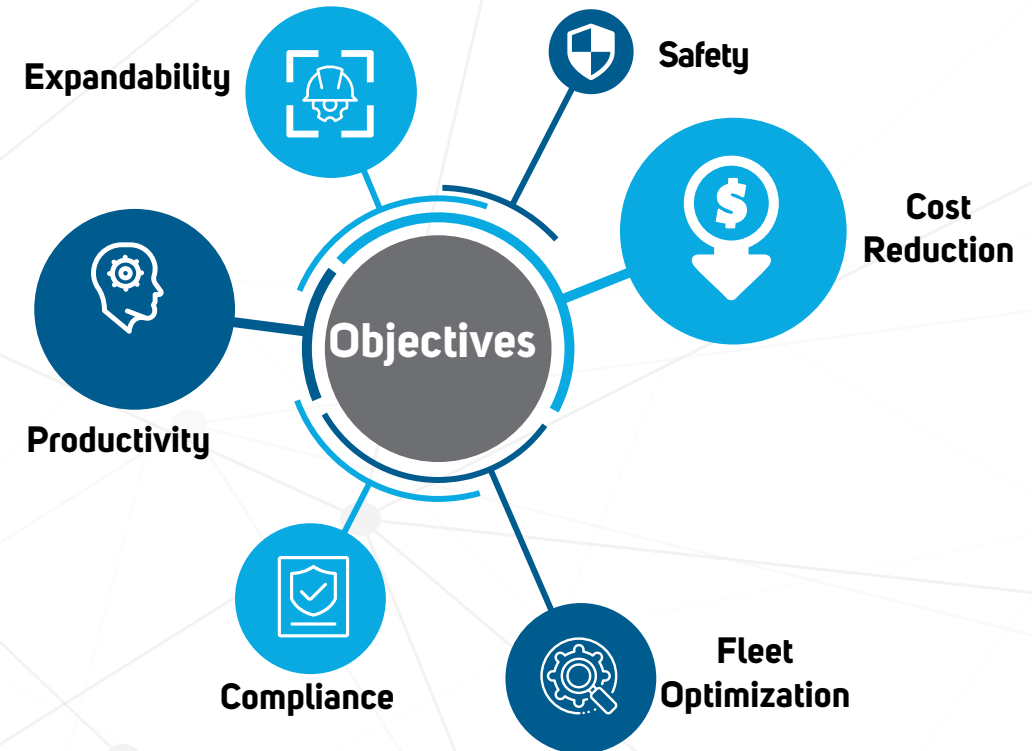 Expandability
Safety
$
Cost
Reduction
Objectives
Productivity
Compliance
Fleet
Optimization